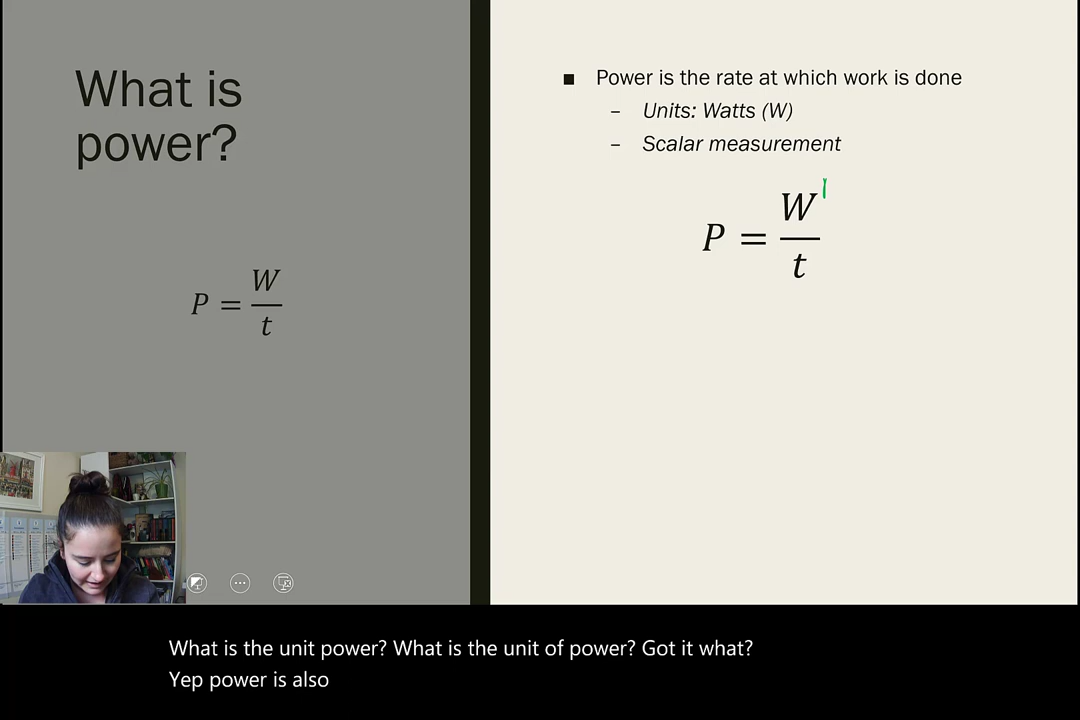 What is
power?
P = W/t
■ Power is the rate at which work is done
– Units: Watts (W)
– Scalar measurement
P = W/t
What is the unit power? What is the unit of power? Got it what?
Yep power is also